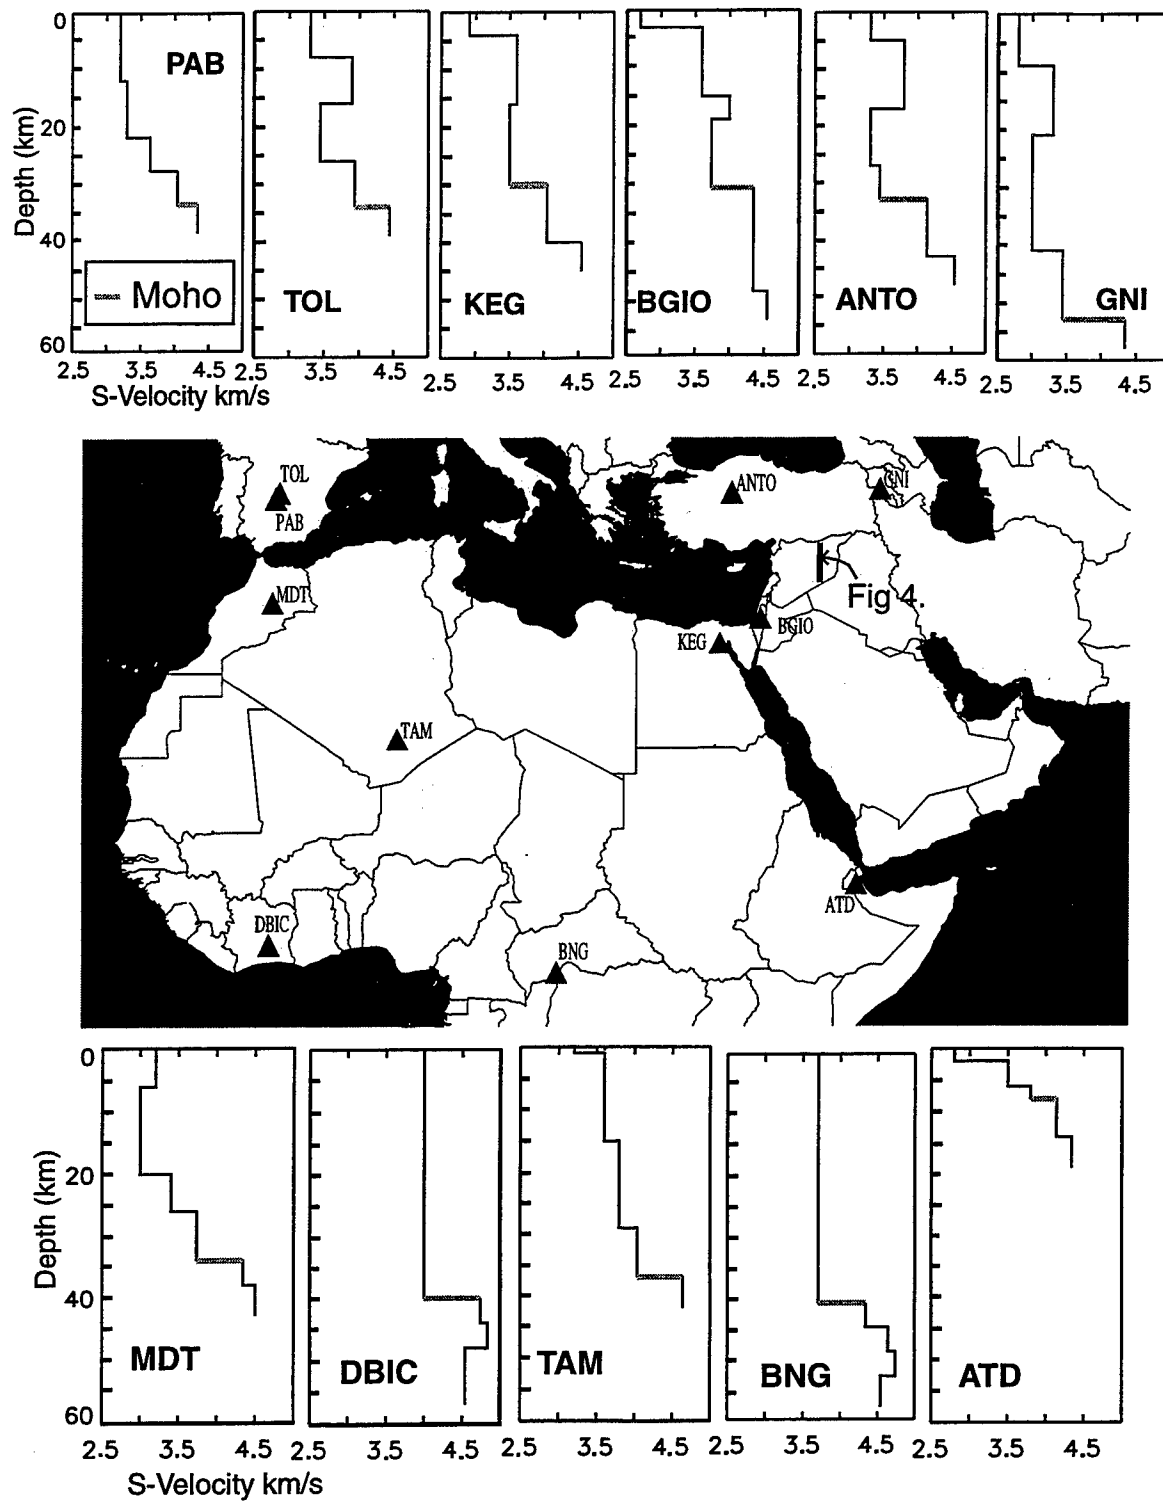 0
20
40
60
Depth (km)
PAB
Moho
TOL
KEG
BGIO
ANTO
GNI
2.5 3.5 4.5 2.5 3.5 4.5 2.5 3.5 4.5 2.5 3.5 4.5 2.5 3.5 4.5 2.5 3.5 4.5
S-Velocity km/s
TOL
PAB
ANTO
GNI
MDT
Fig 4.
KEG
BGIO
TAM
ATD
DBIC
BNG
0
20
40
60
Depth (km)
MDT
DBIC
TAM
BNG
ATD
2.5 3.5 4.5 2.5 3.5 4.5 2.5 3.5 4.5 2.5 3.5 4.5 2.5 3.5 4.5
S-Velocity km/s